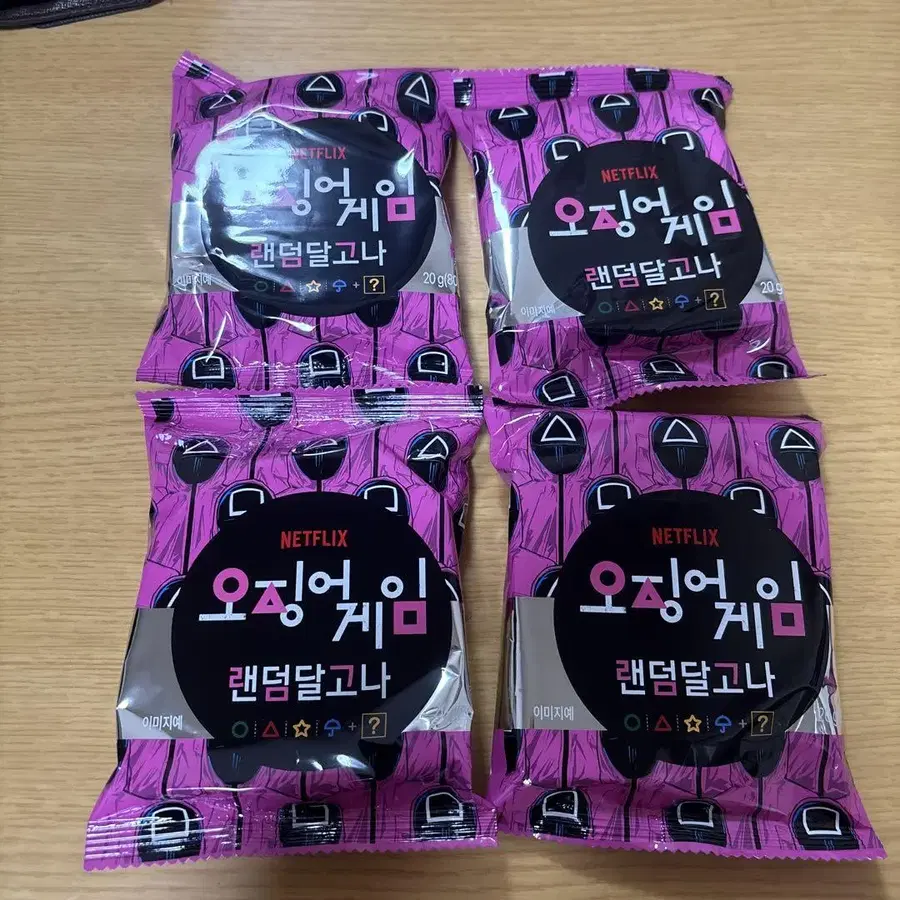 NETFLIX
징어게임
랜덤달고나
이미지예
20 g(80
+ ?
NETFLIX
오징어게임
랜덤달고나
이미지예
20 g
+ ?
NETFLIX
오징어게임
랜덤달고나
이미지예
+ ?
NETFLIX
오징어게임
랜덤달고나
이미지예
+ ?